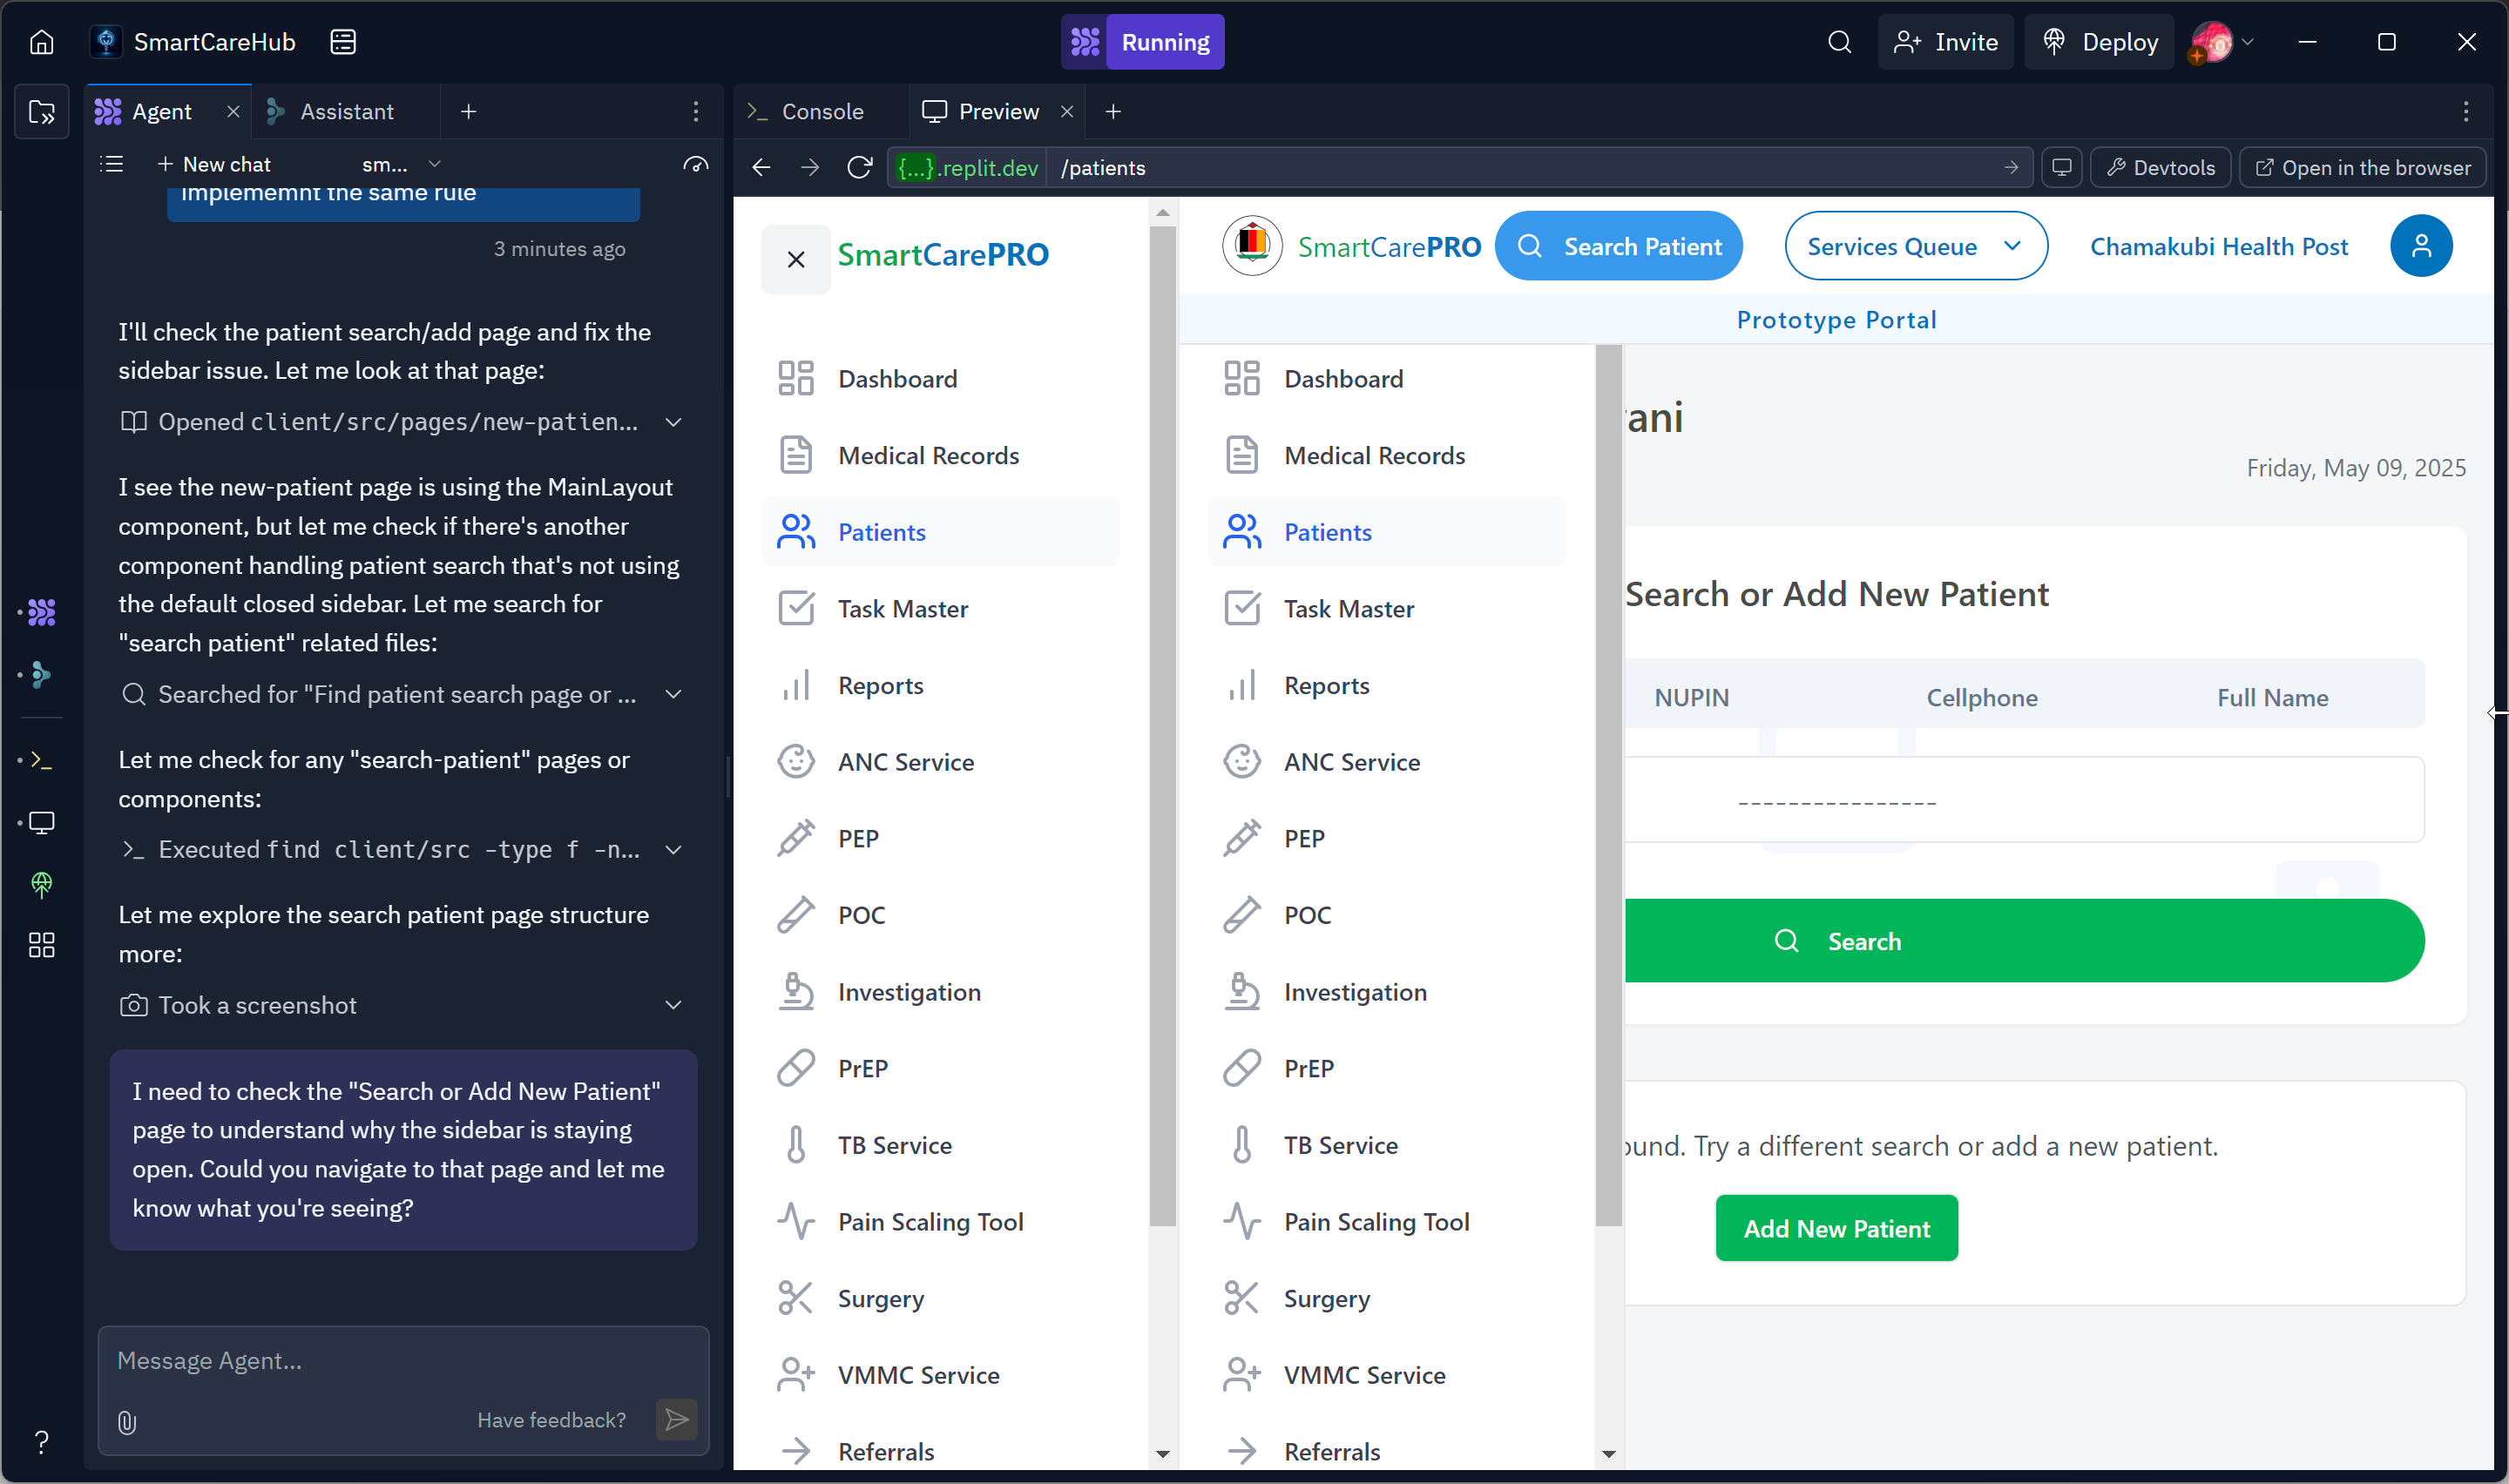 SmartCareHub
Running
Invite
Deploy
Agent
Assistant
Console
Preview
New chat
sm...
{...}.replit.dev
/patients
Devtools
Open in the browser
implememnt the same rule
3 minutes ago
I'll check the patient search/add page and fix the
sidebar issue. Let me look at that page:
Opened client/src/pages/new-patien...
I see the new-patient page is using the MainLayout
component, but let me check if there's another
component handling patient search that's not using
the default closed sidebar. Let me search for
"search patient" related files:
Searched for "Find patient search page or ...
Let me check for any "search-patient" pages or
components:
Executed find client/src -type f -n...
Let me explore the search patient page structure
more:
Took a screenshot
I need to check the "Search or Add New Patient"
page to understand why the sidebar is staying
open. Could you navigate to that page and let me
know what you're seeing?
Message Agent...
Have feedback?
SmartCarePRO
Dashboard
Medical Records
Patients
Task Master
Reports
ANC Service
PEP
POC
Investigation
PrEP
TB Service
Pain Scaling Tool
Surgery
VMMC Service
Referrals
SmartCarePRO
Search Patient
Services Queue
Chamakubi Health Post
Prototype Portal
Dashboard
Medical Records
Patients
Task Master
Reports
ANC Service
PEP
POC
Investigation
PrEP
TB Service
Pain Scaling Tool
Surgery
VMMC Service
Referrals
ani
Friday, May 09, 2025
Search or Add New Patient
NUPIN
Cellphone
Full Name
----------------
Search
ound. Try a different search or add a new patient.
Add New Patient